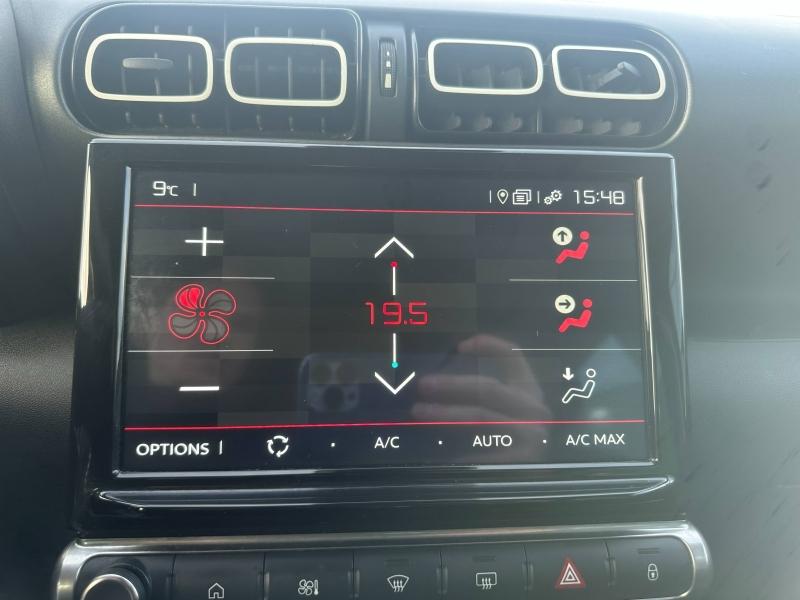 9°C 15:48
19.5
OPTIONS A/C AUTO A/C MAX